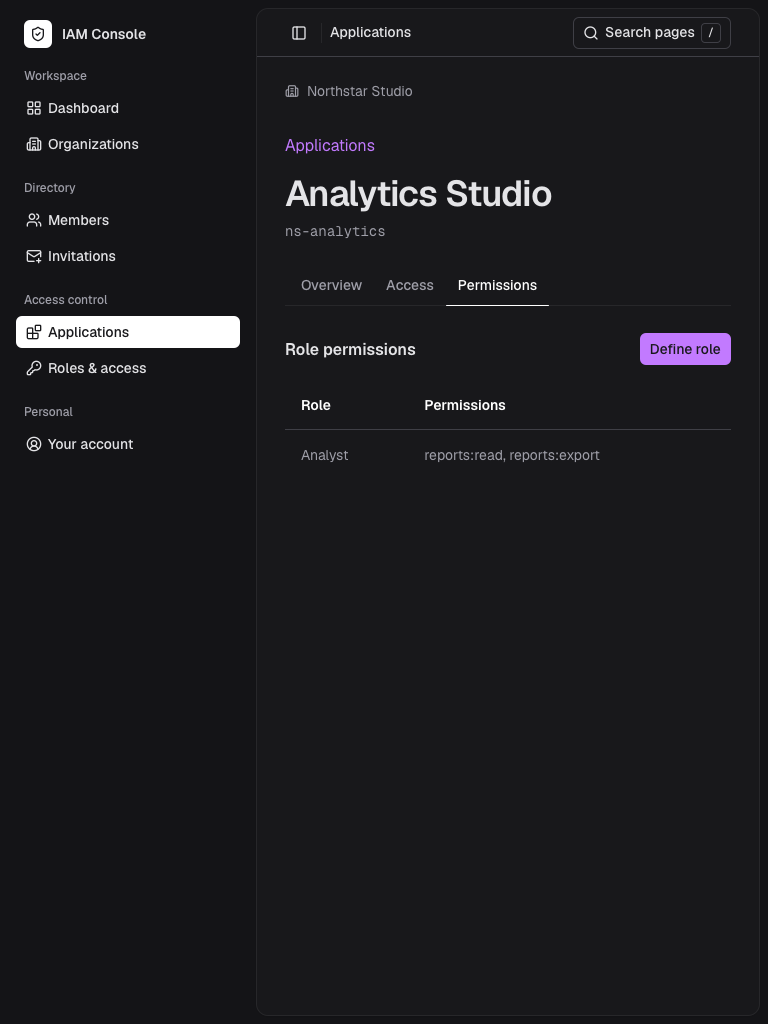 IAM Console
Workspace
Dashboard
Organizations
Directory
Members
Invitations
Access control
Applications
Roles & access
Personal
Your account
Applications
Search pages /
Northstar Studio
Applications
Analytics Studio
ns-analytics
Overview Access Permissions
Role permissions
Define role
Role Permissions
Analyst reports:read, reports:export